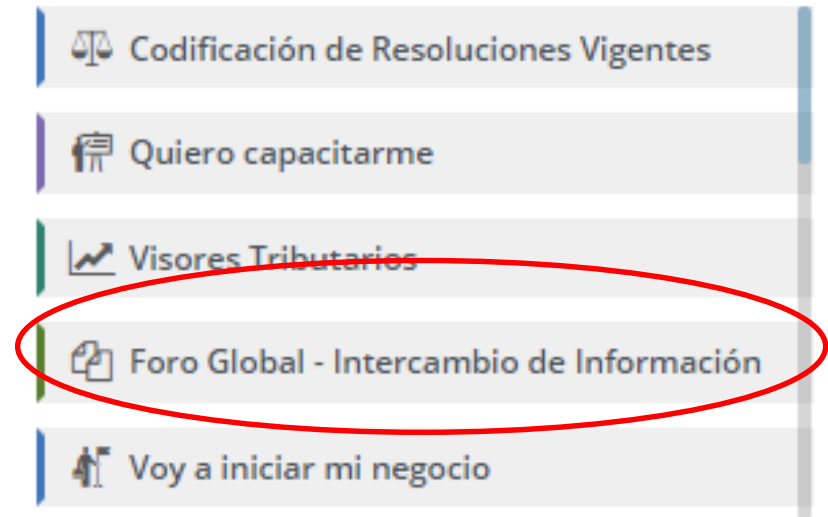 Codificación de Resoluciones Vigentes
Quiero capacitarme
Visores Tributarios
Foro Global - Intercambio de Información
Voy a iniciar mi negocio